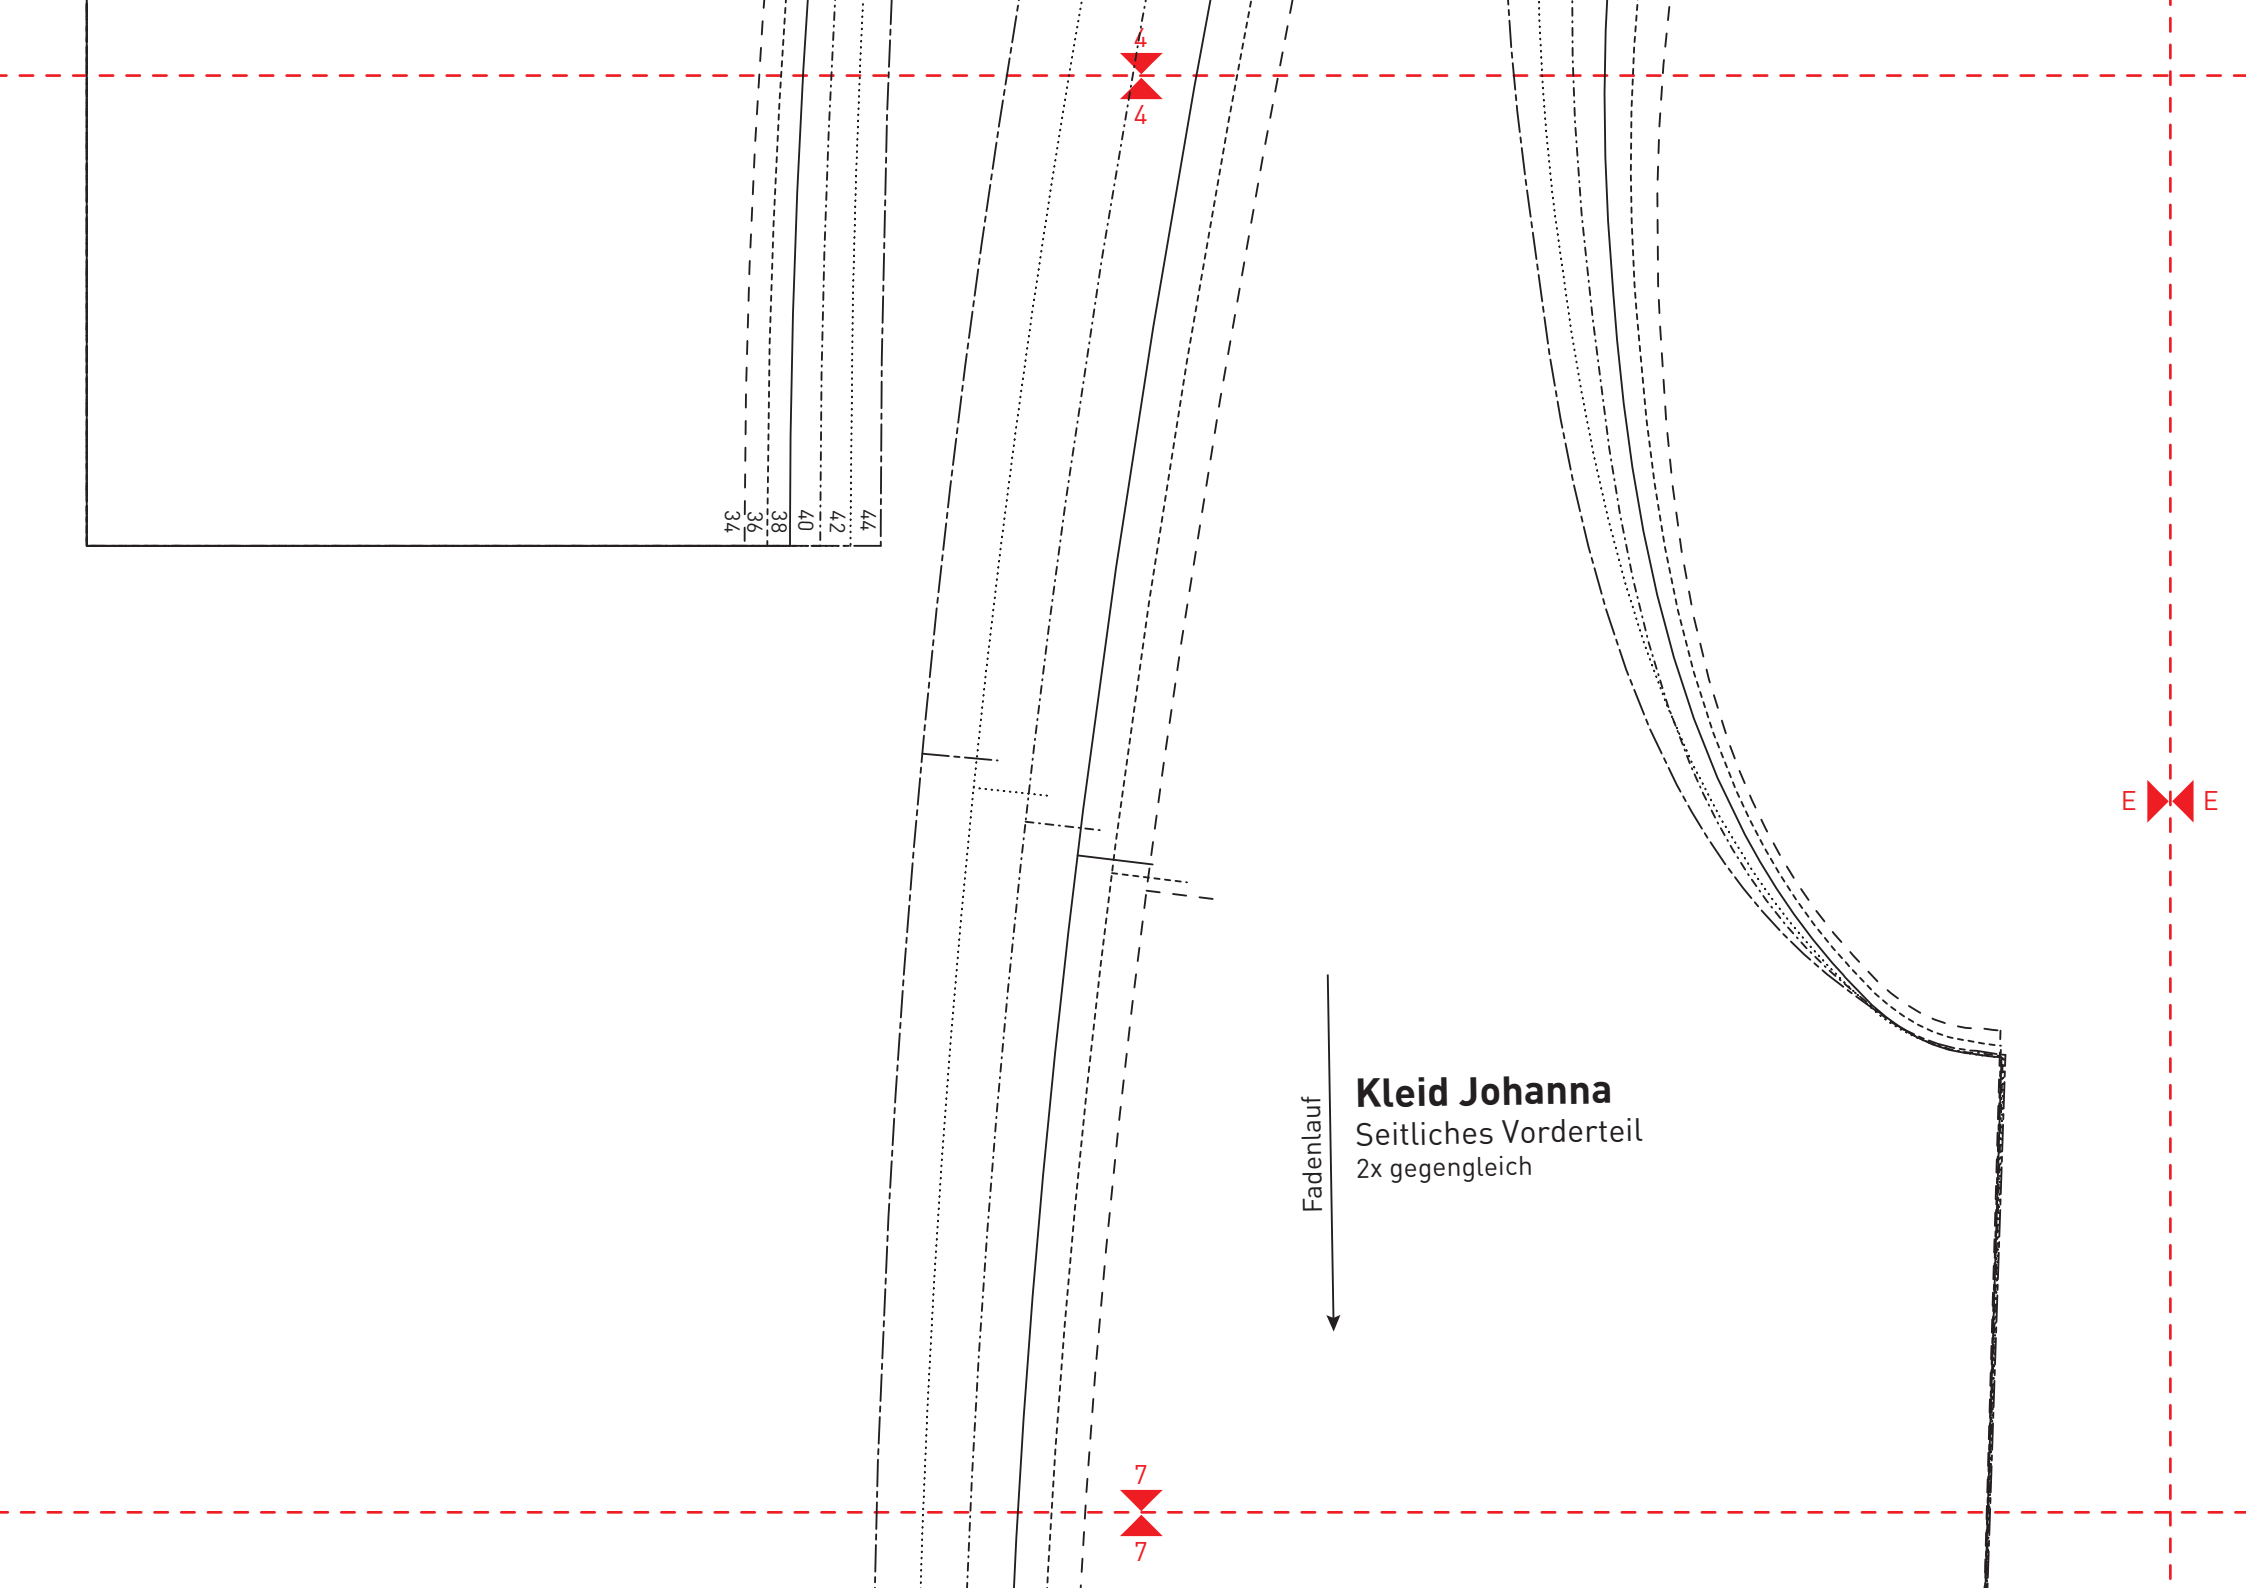 4
4
34
36
38
40
42
44
E
E
Fadenlauf
Kleid Johanna
Seitliches Vorderteil
2x gegengleich
7
7